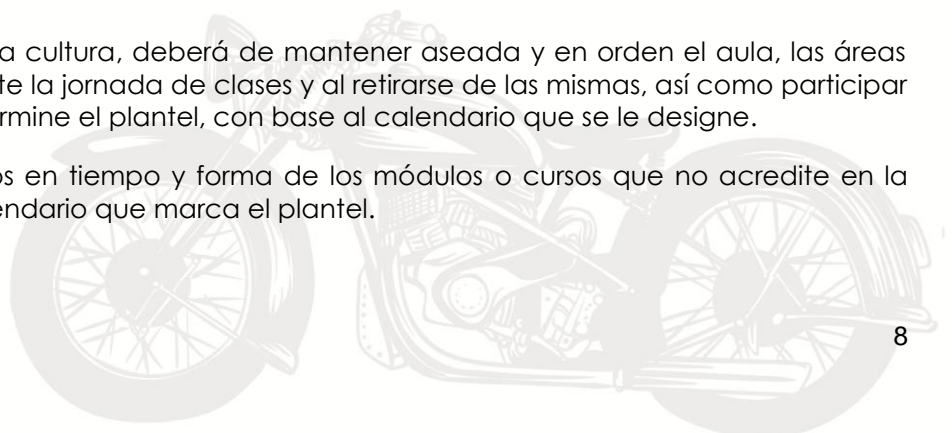 a cultura, deberá de mantener aseada y en orden el aula, las áreas
te la jornada de clases y al retirarse de las mismas, así como participar
rmine el plantel, con base al calendario que se le designe.
os en tiempo y forma de los módulos o cursos que no acredite en la
endario que marca el plantel.
8